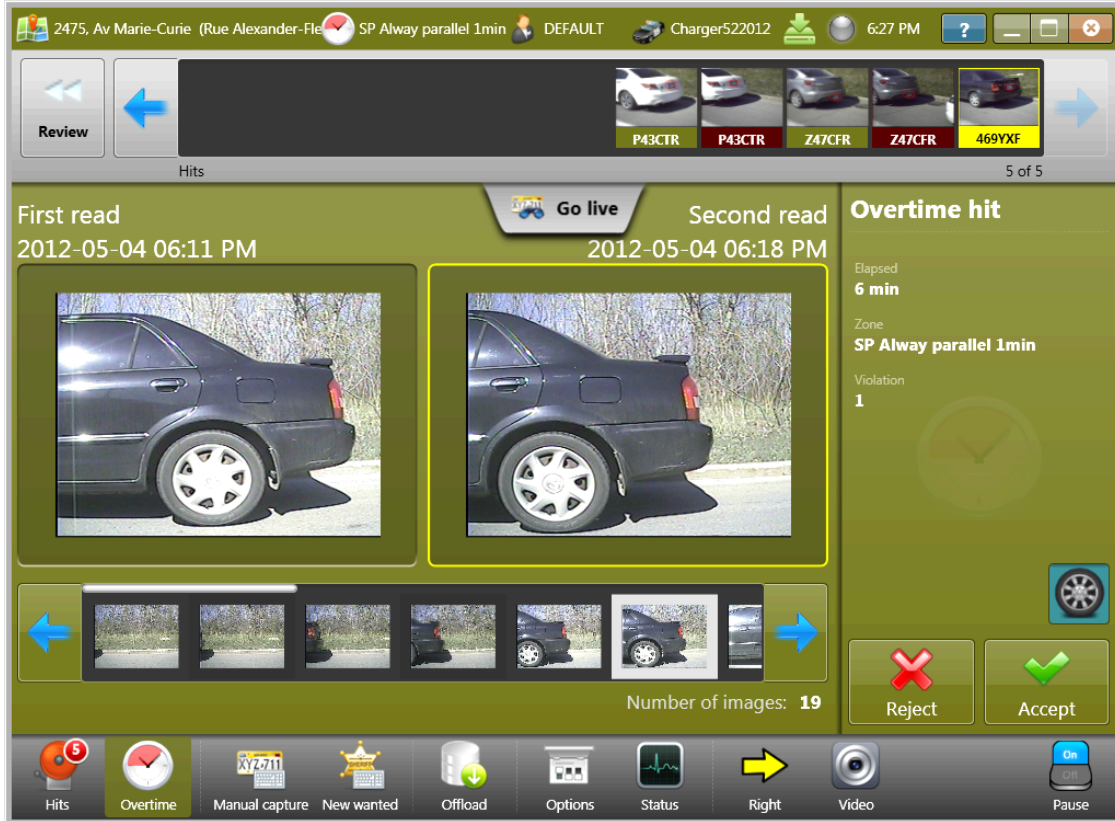 2475, Av Marie-Curie (Rue Alexander-Fle
SP Alway parallel 1min
DEFAULT
Charger522012
6:27 PM
?
Review
P43CTR
P43CTR
Z47CFR
Z47CFR
469YXF
Hits
5 of 5
First read
2012-05-04 06:11 PM
Go live
Second read
2012-05-04 06:18 PM
Overtime hit
Elapsed
6 min
Zone
SP Alway parallel 1min
Violation
1
Number of images: 19
Reject
Accept
5
Hits
Overtime
XYZ-711
Manual capture
SHERIFF
New wanted
Offload
Options
Status
Right
Video
On
Off
Pause